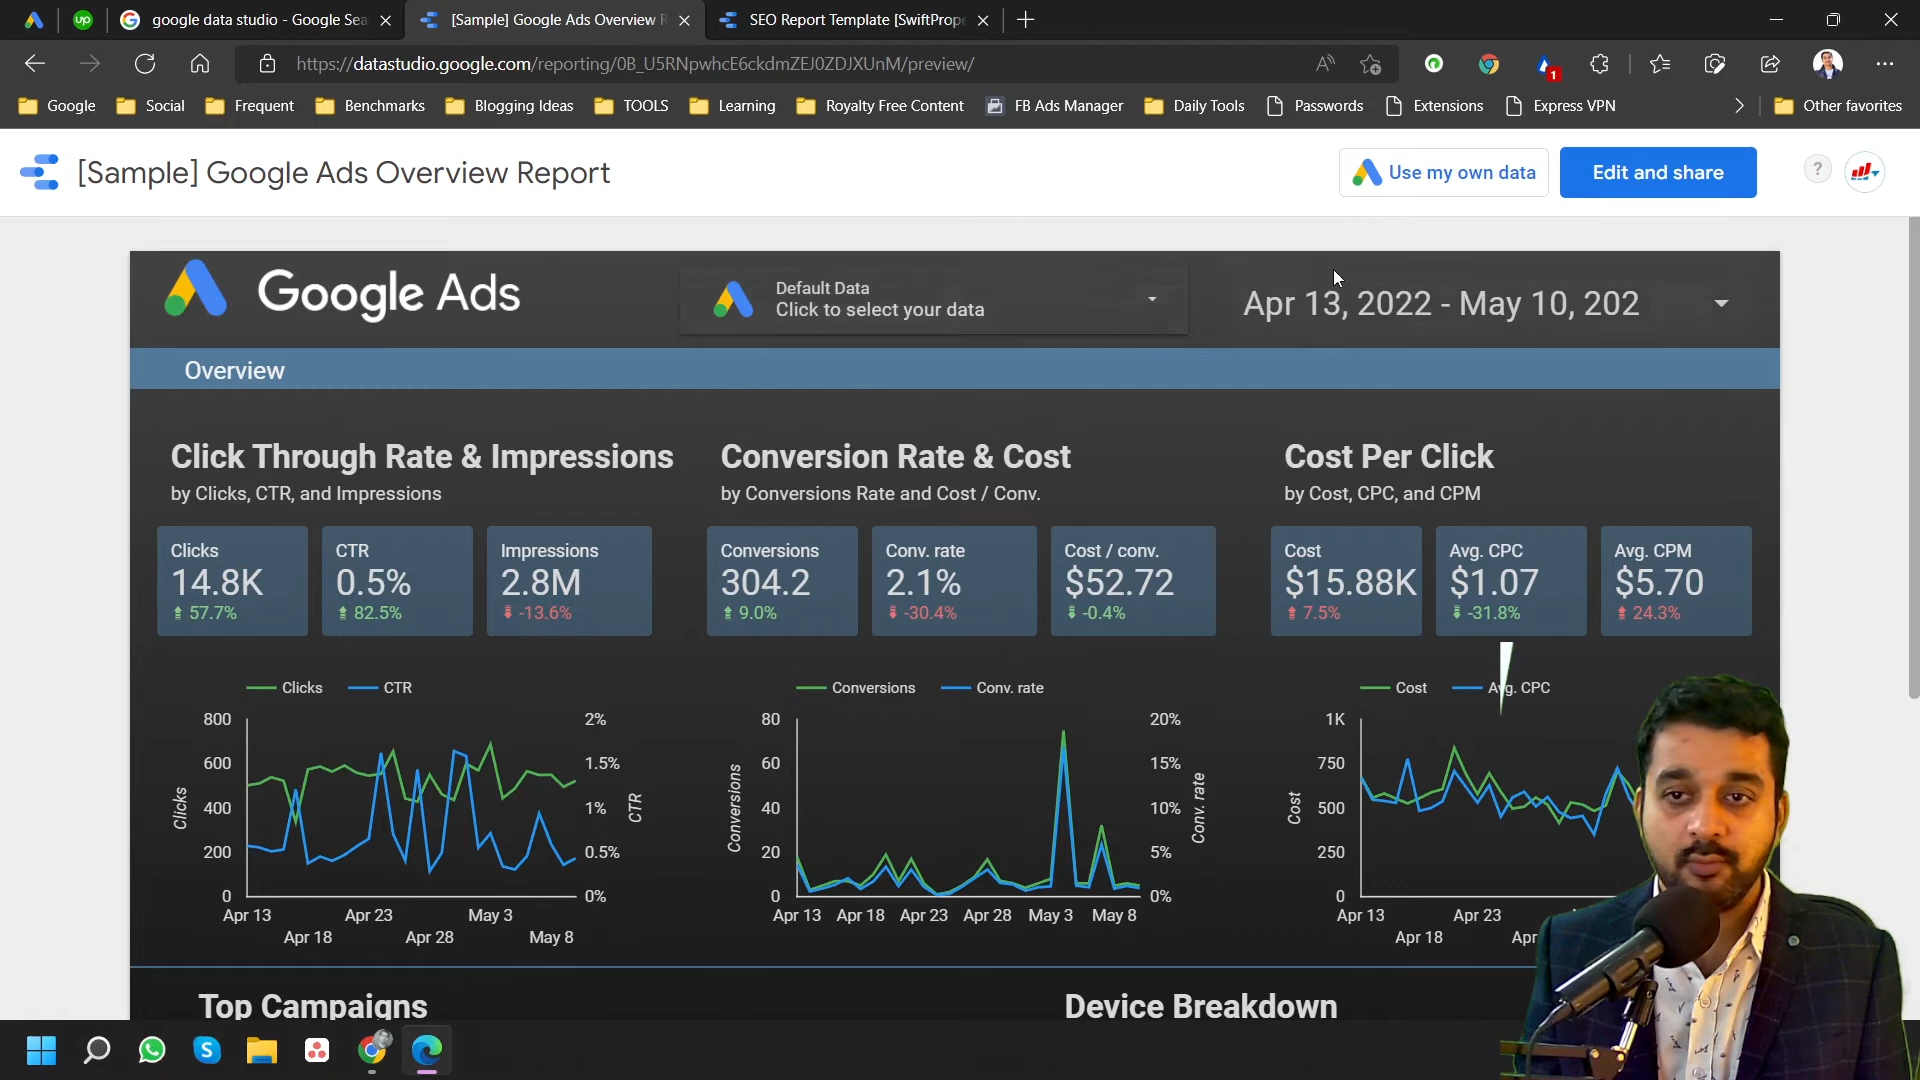 google data studio - Google Sea
[Sample] Google Ads Overview R
SEO Report Template [SwiftPrope
https://datastudio.google.com/reporting/0B_U5RNpwhcE6ckdmZEJ0ZDJXUnM/preview/
1
Google
Social
Frequent
Benchmarks
Blogging Ideas
TOOLS
Learning
Royalty Free Content
FB Ads Manager
Daily Tools
Passwords
Extensions
Express VPN
Other favorites
[Sample] Google Ads Overview Report
Use my own data
Edit and share
?
Google Ads
Default Data
Click to select your data
Apr 13, 2022 - May 10, 202
Overview
Click Through Rate & Impressions
by Clicks, CTR, and Impressions
Conversion Rate & Cost
by Conversions Rate and Cost / Conv.
Cost Per Click
by Cost, CPC, and CPM
Clicks
14.8K
57.7%
CTR
0.5%
82.5%
Impressions
2.8M
-13.6%
Conversions
304.2
9.0%
Conv. rate
2.1%
-30.4%
Cost / conv.
$52.72
-0.4%
Cost
$15.88K
7.5%
Avg. CPC
$1.07
-31.8%
Avg. CPM
$5.70
24.3%
Clicks
CTR
800
600
400
200
0
Clicks
2%
1.5%
1%
0.5%
0%
CTR
Apr 13
Apr 18
Apr 23
Apr 28
May 3
May 8
Conversions
Conv. rate
80
60
40
20
0
Conversions
20%
15%
10%
5%
0%
Conv. rate
Apr 13
Apr 18
Apr 23
Apr 28
May 3
May 8
Cost
Avg. CPC
1K
750
500
250
0
Cost
Apr 13
Apr 18
Apr 23
Apr
Top Campaigns
Device Breakdown